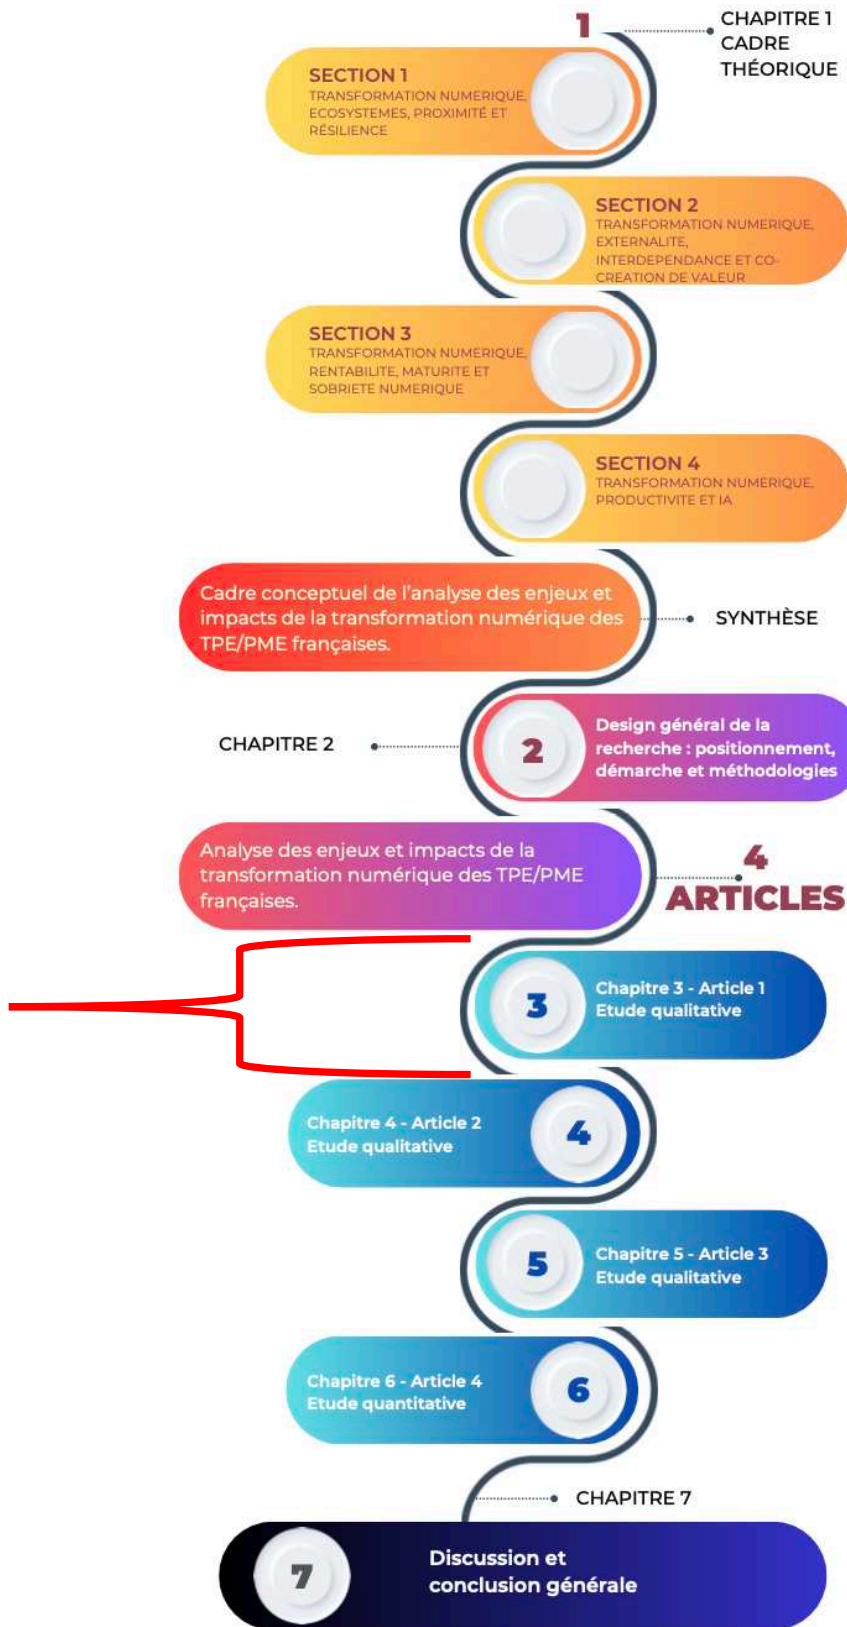 1
CHAPITRE 1
CADRE
THÉORIQUE
SECTION 1
TRANSFORMATION NUMERIQUE,
ECOSYSTEMES, PROXIMITÉ ET
RÉSILIENCE
SECTION 2
TRANSFORMATION NUMERIQUE,
EXTERNALITE,
INTERDEPENDANCE ET CO-
CREATION DE VALEUR
SECTION 3
TRANSFORMATION NUMERIQUE,
RENTABILITE, MATURITE ET
SOBRIETE NUMERIQUE
SECTION 4
TRANSFORMATION NUMERIQUE,
PRODUCTIVITE ET IA
Cadre conceptuel de l'analyse des enjeux et
impacts de la transformation numérique des
TPE/PME françaises.
SYNTHÈSE
CHAPITRE 2
2
Design général de la
recherche : positionnement,
démarche et méthodologies
Analyse des enjeux et impacts de la
transformation numérique des TPE/PME
françaises.
4
ARTICLES
3
Chapitre 3 - Article 1
Etude qualitative
Chapitre 4 - Article 2
Etude qualitative
4
5
Chapitre 5 - Article 3
Etude qualitative
Chapitre 6 - Article 4
Etude quantitative
6
CHAPITRE 7
7
Discussion et
conclusion générale